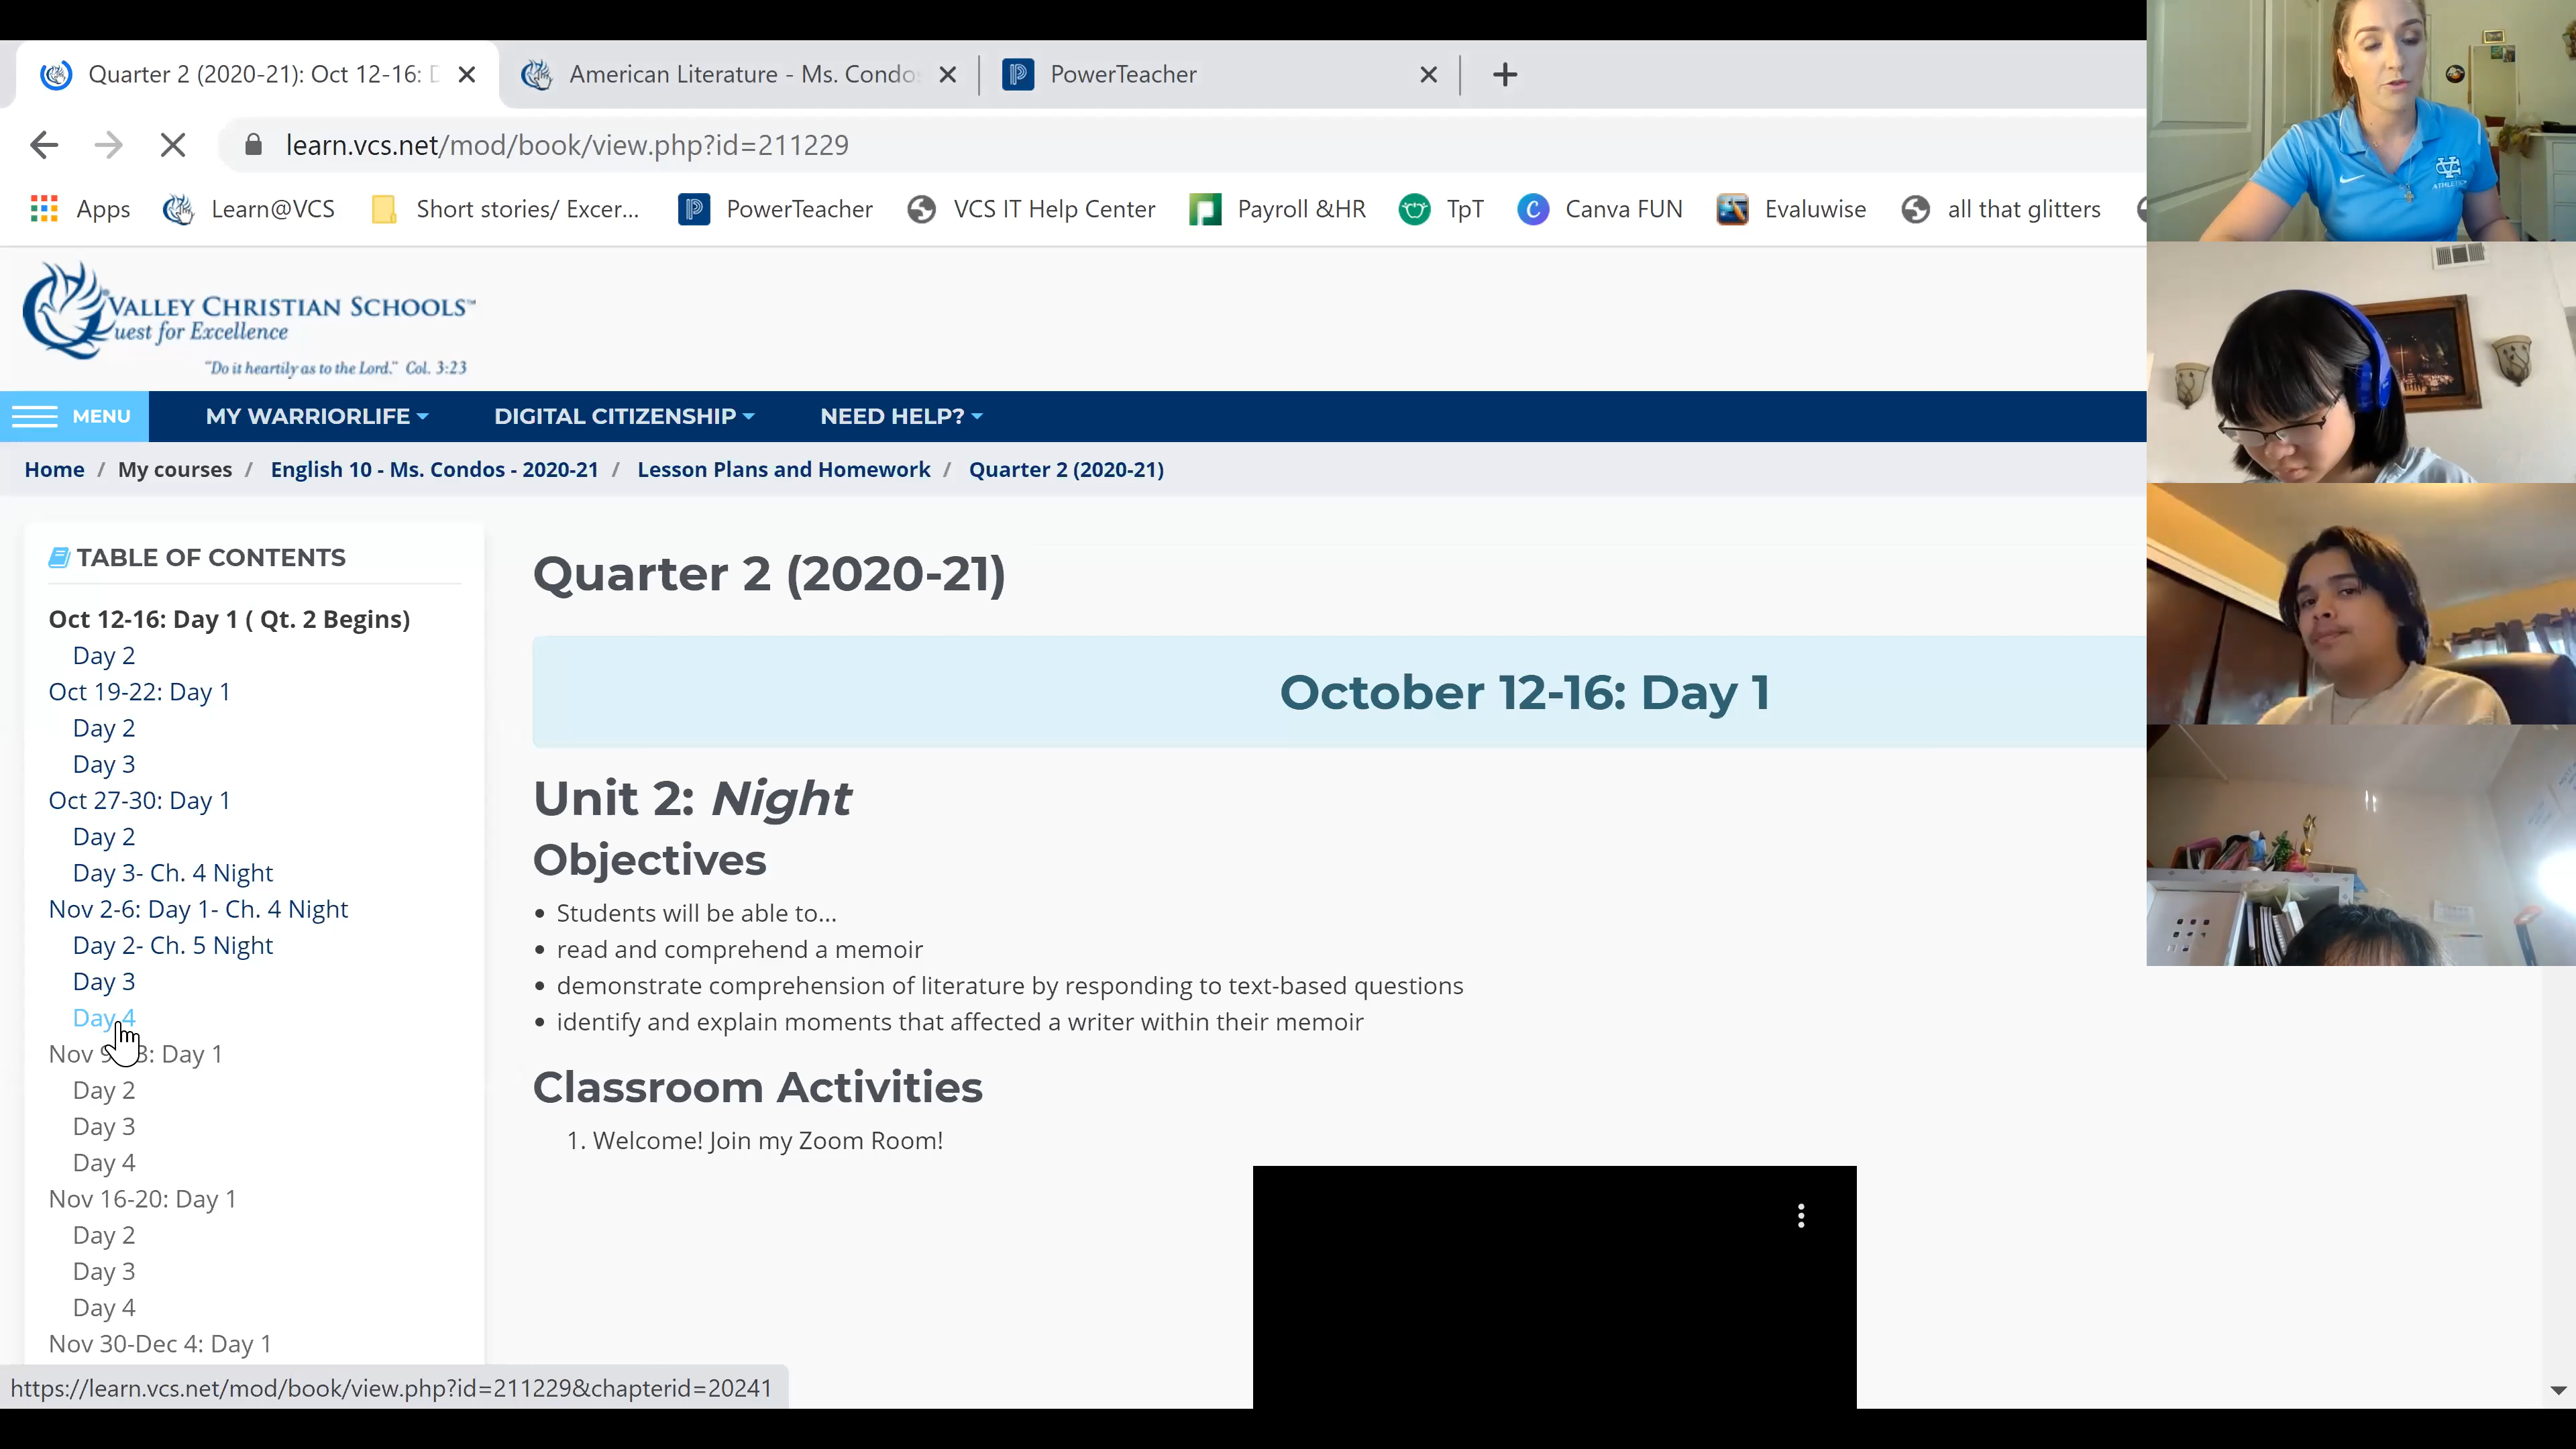 Quarter 2 (2020-21): Oct 12-16:
American Literature - Ms. Condo
PowerTeacher
learn.vcs.net/mod/book/view.php?id=211229
Apps
Learn@VCS
Short stories/ Excer...
PowerTeacher
VCS IT Help Center
Payroll &HR
TpT
Canva FUN
Evaluwise
all that glitters
VALLEY CHRISTIAN SCHOOLS™
Quest for Excellence
"Do it heartily as to the Lord." Col. 3:23
MENU
MY WARRIORLIFE
DIGITAL CITIZENSHIP
NEED HELP?
Home / My courses / English 10 - Ms. Condos - 2020-21 / Lesson Plans and Homework / Quarter 2 (2020-21)
TABLE OF CONTENTS
Oct 12-16: Day 1 ( Qt. 2 Begins)
Day 2
Oct 19-22: Day 1
Day 2
Day 3
Oct 27-30: Day 1
Day 2
Day 3- Ch. 4 Night
Nov 2-6: Day 1- Ch. 4 Night
Day 2- Ch. 5 Night
Day 3
Day 4
Nov 9 3: Day 1
Day 2
Day 3
Day 4
Nov 16-20: Day 1
Day 2
Day 3
Day 4
Nov 30-Dec 4: Day 1
Quarter 2 (2020-21)
October 12-16: Day 1
Unit 2: Night
Objectives
• Students will be able to...
• read and comprehend a memoir
• demonstrate comprehension of literature by responding to text-based questions
• identify and explain moments that affected a writer within their memoir
Classroom Activities
1. Welcome! Join my Zoom Room!
https://learn.vcs.net/mod/book/view.php?id=211229&chapterid=20241